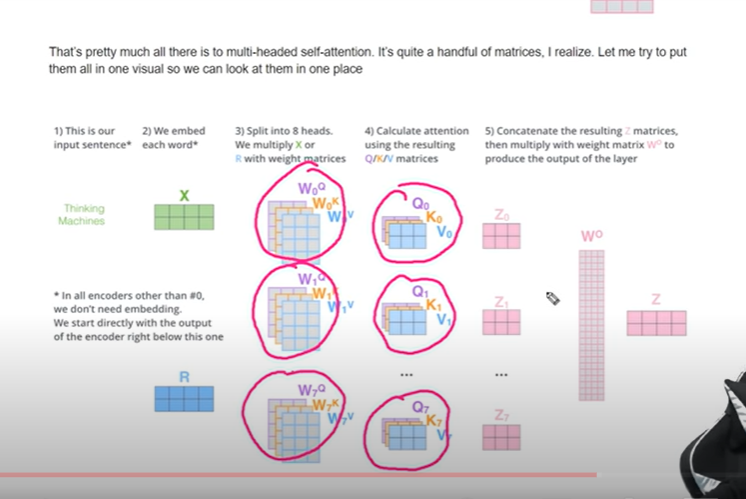 That's pretty much all there is to multi-headed self-attention. It's quite a handful of matrices, I realize. Let me try to put
them all in one visual so we can look at them in one place
1) This is our
input sentence*
2) We embed
each word*
3) Split into 8 heads.
We multiply X or
R with weight matrices
4) Calculate attention
using the resulting
Q/K/V matrices
5) Concatenate the resulting Z matrices,
then multiply with weight matrix Wᴼ to
produce the output of the layer
Thinking
Machines
X
W₀Q
W₀K
W₀V
Q₀
K₀
V₀
Z₀
Wᴼ
* In all encoders other than #0,
we don't need embedding.
We start directly with the output
of the encoder right below this one
W₁Q
W₁K
W₁V
Q₁
K₁
V₁
Z₁
Z
...
...
R
W₇Q
W₇K
W₇V
Q₇
K₇
V₇
Z₇